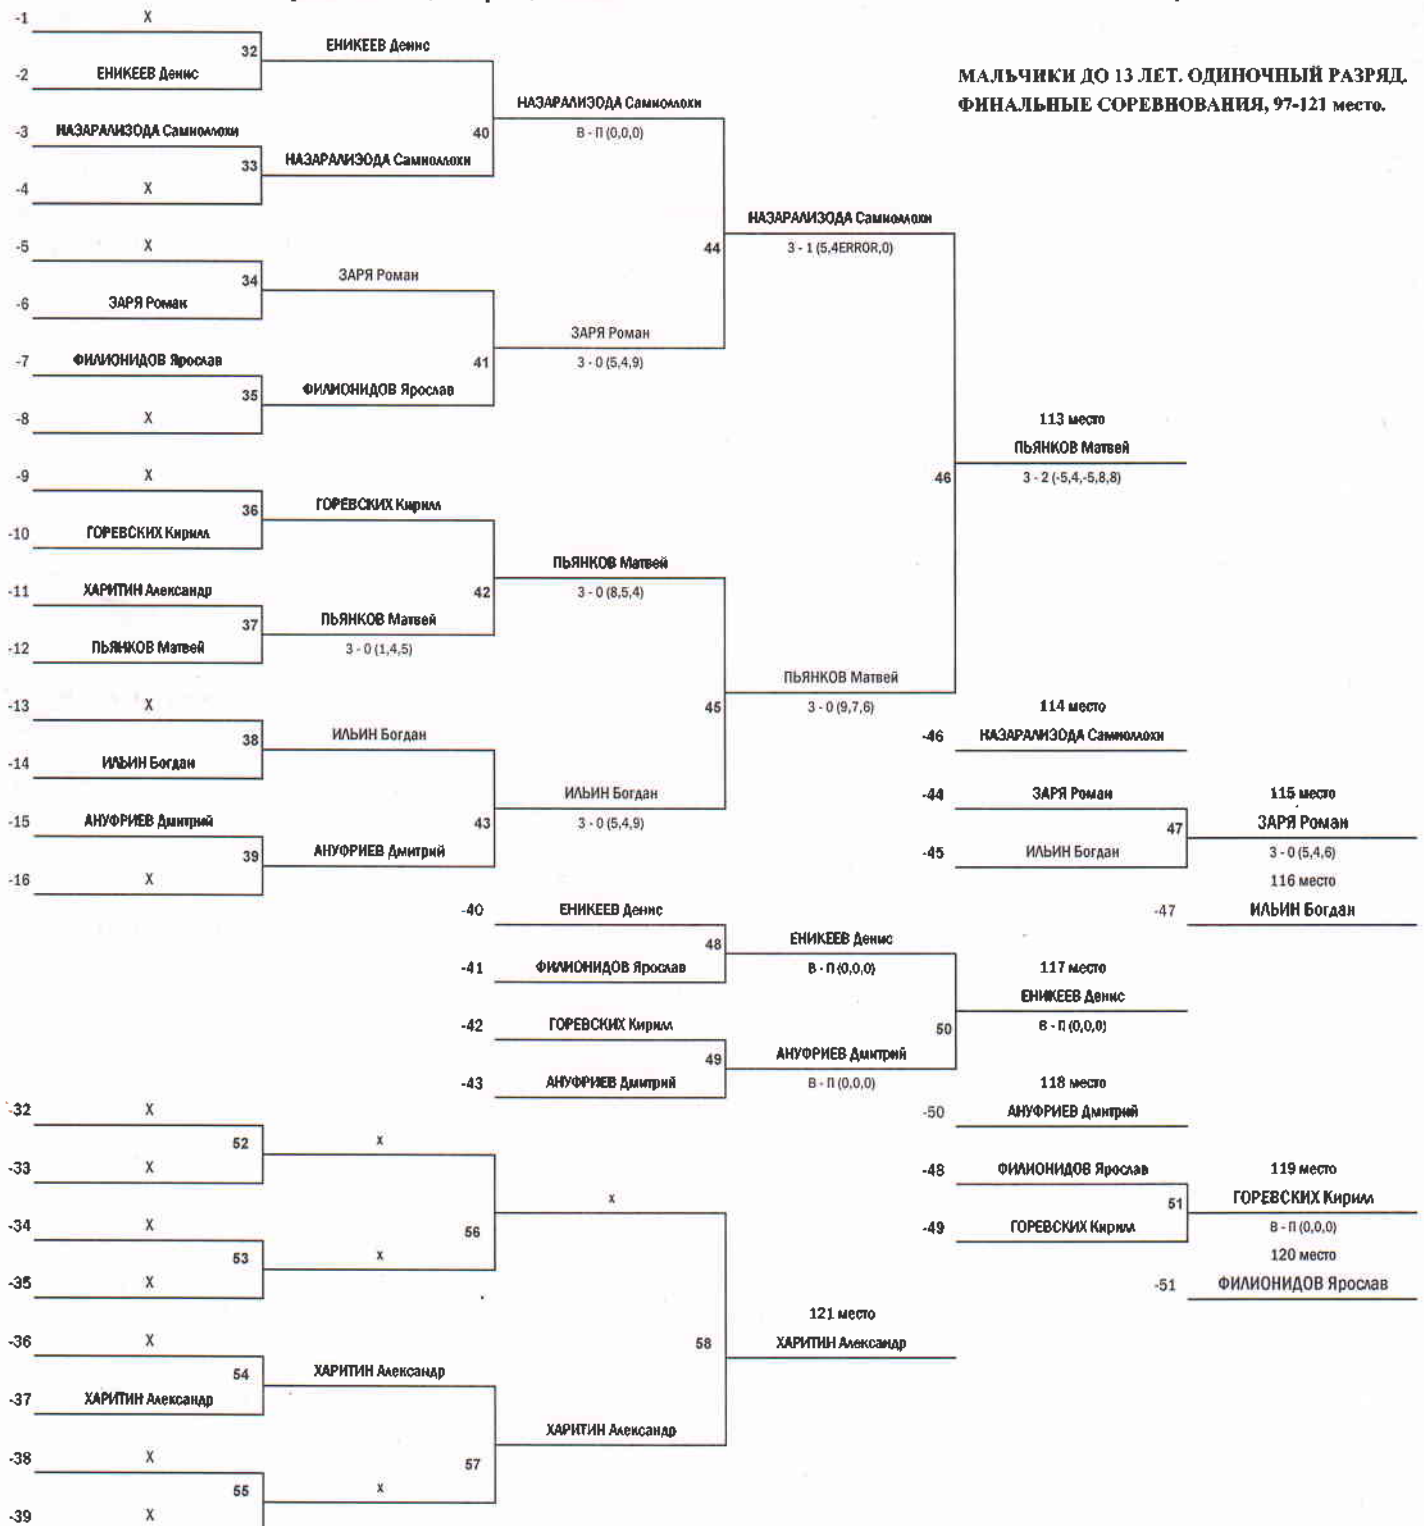 -1 X
32
ЕНИКЕЕВ Денис
-2 ЕНИКЕЕВ Денис
МАЛЬЧИКИ ДО 13 ЛЕТ. ОДИНОЧНЫЙ РАЗРЯД.
ФИНАЛЬНЫЕ СОРЕВНОВАНИЯ, 97-121 место.
НАЗАРАЛИЗОДА Самиоллохи
40
В - П (0,0,0)
-3 НАЗАРАЛИЗОДА Самиоллохи
33
НАЗАРАЛИЗОДА Самиоллохи
-4 X
НАЗАРАЛИЗОДА Самиоллохи
44
3 - 1 (5,4ERROR,0)
-5 X
34
ЗАРЯ Роман
-6 ЗАРЯ Роман
ЗАРЯ Роман
41
3 - 0 (5,4,9)
-7 ФИЛИОНИДОВ Ярослав
35
ФИЛИОНИДОВ Ярослав
-8 X
113 место
ПЬЯНКОВ Матвей
46
3 - 2 (-5,4,-5,8,8)
-9 X
36
ГОРЕВСКИХ Кирилл
-10 ГОРЕВСКИХ Кирилл
ПЬЯНКОВ Матвей
42
3 - 0 (8,5,4)
-11 ХАРИТИН Александр
37
ПЬЯНКОВ Матвей
-12 ПЬЯНКОВ Матвей
3 - 0 (1,4,5)
ПЬЯНКОВ Матвей
45
3 - 0 (9,7,6)
-13 X
38
ИЛЬИН Богдан
-14 ИЛЬИН Богдан
114 место
-46 НАЗАРАЛИЗОДА Самиоллохи
ИЛЬИН Богдан
43
3 - 0 (5,4,9)
-15 АНУФРИЕВ Дмитрий
39
АНУФРИЕВ Дмитрий
-16 X
-44 ЗАРЯ Роман
115 место
47
ЗАРЯ Роман
-45 ИЛЬИН Богдан
3 - 0 (5,4,6)
116 место
-47 ИЛЬИН Богдан
-40 ЕНИКЕЕВ Денис
48
ЕНИКЕЕВ Денис
-41 ФИЛИОНИДОВ Ярослав
В - П (0,0,0)
117 место
ЕНИКЕЕВ Денис
50
В - П (0,0,0)
-42 ГОРЕВСКИХ Кирилл
49
АНУФРИЕВ Дмитрий
-43 АНУФРИЕВ Дмитрий
В - П (0,0,0)
118 место
-50 АНУФРИЕВ Дмитрий
-48 ФИЛИОНИДОВ Ярослав
119 место
51
ГОРЕВСКИХ Кирилл
-49 ГОРЕВСКИХ Кирилл
В - П (0,0,0)
120 место
-51 ФИЛИОНИДОВ Ярослав
-32 X
52
X
-33 X
X
56
-34 X
53
X
-35 X
121 место
58
ХАРИТИН Александр
-36 X
54
ХАРИТИН Александр
-37 ХАРИТИН Александр
ХАРИТИН Александр
57
-38 X
55
X
-39 X